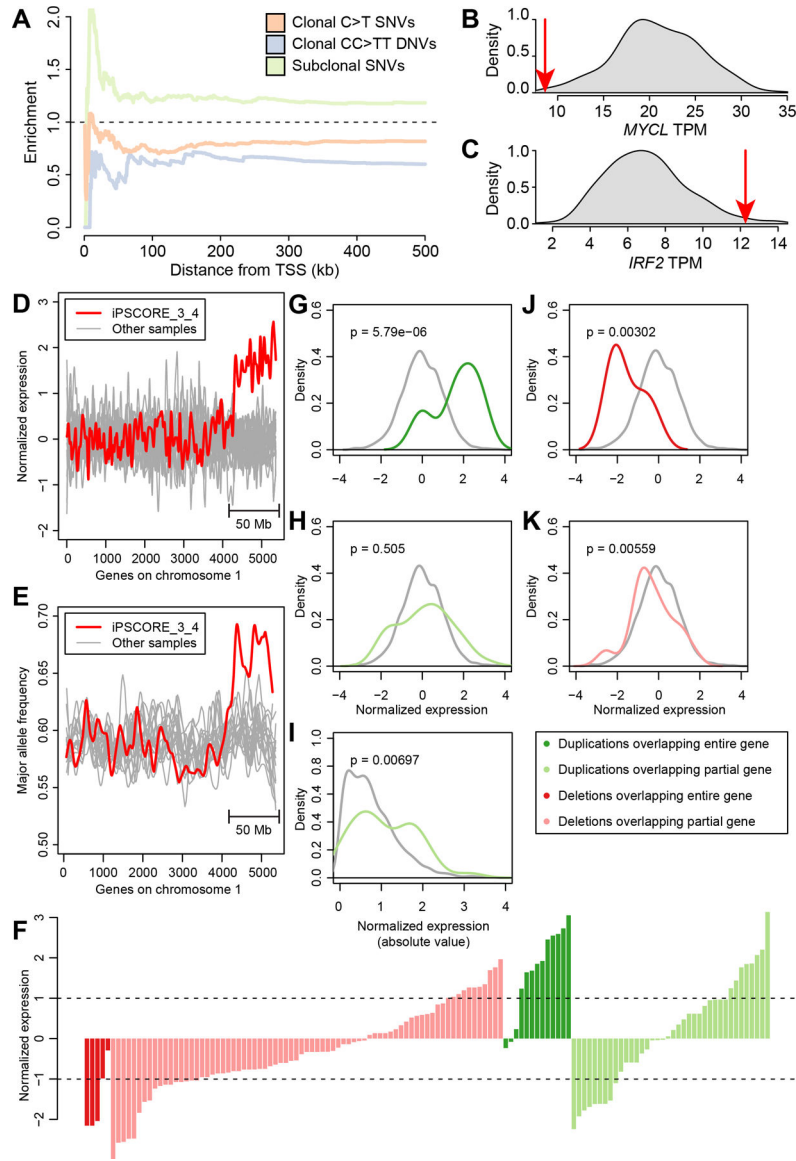 A
Enrichment
2.0
1.5
1.0
0.5
0.0
Clonal C>T SNVs
Clonal CC>TT DNVs
Subclonal SNVs
0 100 200 300 400 500
Distance from TSS (kb)
B
Density
1.0
0.5
0.0
10 15 20 25 30 35
MYCL TPM
C
Density
1.0
0.5
0.0
2 4 6 8 10 12 14
IRF2 TPM
D
Normalized expression
3
2
1
0
−1
−2
iPSCORE_3_4
Other samples
50 Mb
0 1000 2000 3000 4000 5000
Genes on chromosome 1
E
Major allele frequency
0.70
0.65
0.60
0.55
0.50
iPSCORE_3_4
Other samples
50 Mb
0 1000 2000 3000 4000 5000
Genes on chromosome 1
G
Density
0.6
0.4
0.2
0.0
p = 5.79e−06
−4 −2 0 2 4
Normalized expression
H
Density
0.6
0.4
0.2
0.0
p = 0.505
−4 −2 0 2 4
Normalized expression
I
Density
1.0
0.8
0.6
0.4
0.2
0.0
p = 0.00697
0 1 2 3 4
Normalized expression
(absolute value)
J
Density
0.6
0.4
0.2
0.0
p = 0.00302
−4 −2 0 2 4
Normalized expression
K
Density
0.6
0.4
0.2
0.0
p = 0.00559
−4 −2 0 2 4
Normalized expression
Duplications overlapping entire gene
Duplications overlapping partial gene
Deletions overlapping entire gene
Deletions overlapping partial gene
F
Normalized expression
3
2
1
0
−1
−2